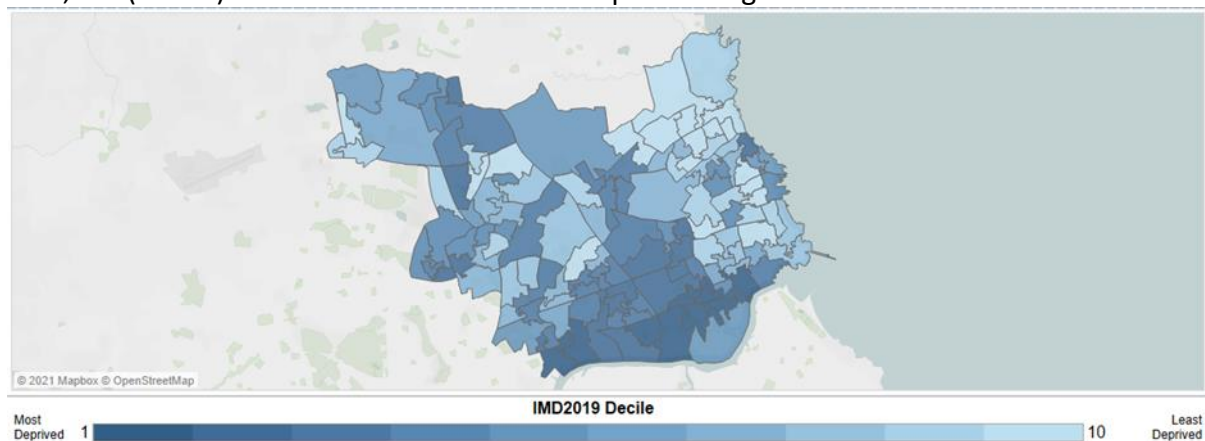 © 2021 Mapbox © OpenStreetMap
IMD2019 Decile
Most
Deprived 1
10 Least
Deprived